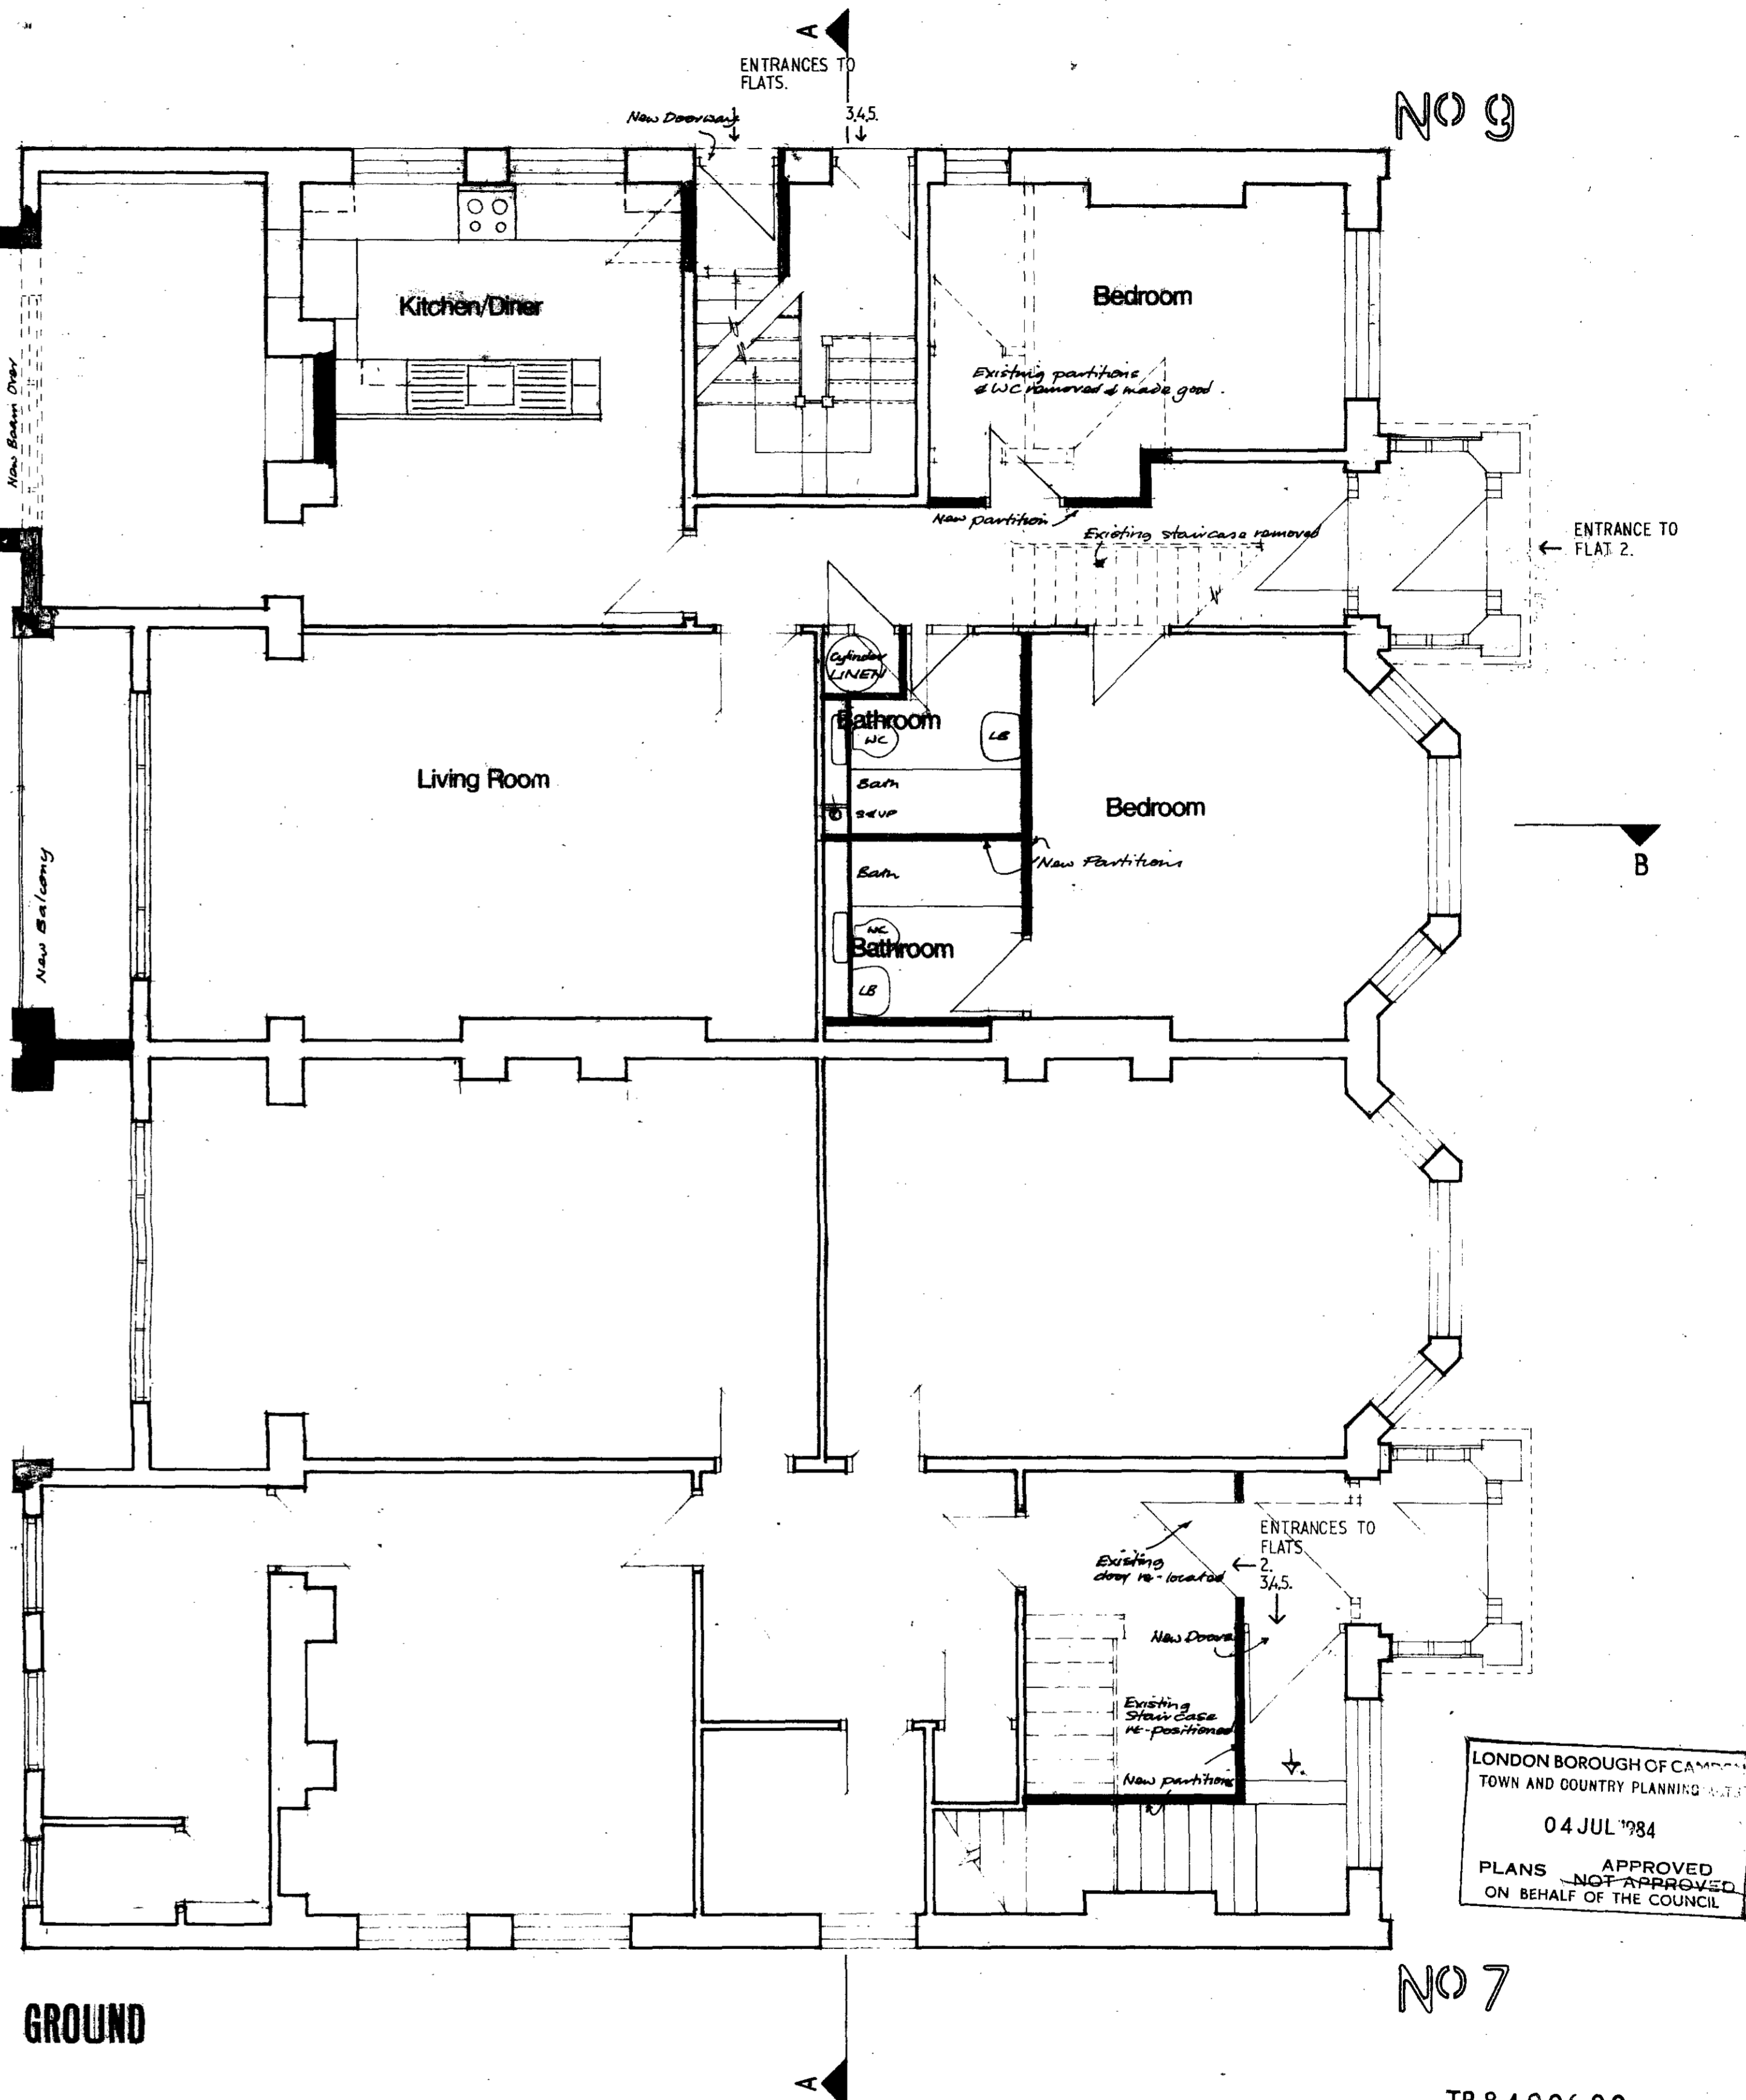 A
ENTRANCES TO
FLATS.
New Doorway
1
3,4,5.
No 9
Kitchen/Diner
Bedroom
New Beam Over
Existing partitions
& WC removed & made good.
New partition
Existing staircase removed
ENTRANCE TO
FLAT 2.
Cylinder
LINEN
Bathroom
WC
LB
Living Room
Bath
S&VP
Bedroom
New Partitions
B
Bath
New Balcony
WC
Bathroom
LB
ENTRANCES TO
FLATS
2.
3,4,5.
Existing
door re-located
New Doors
Existing
Staircase
re-positioned
New partitions
LONDON BOROUGH OF
TOWN AND COUNTRY PLANNING
04 JUL 1984
PLANS APPROVED
NOT APPROVED
ON BEHALF OF THE COUNCIL
No 7
GROUND
A